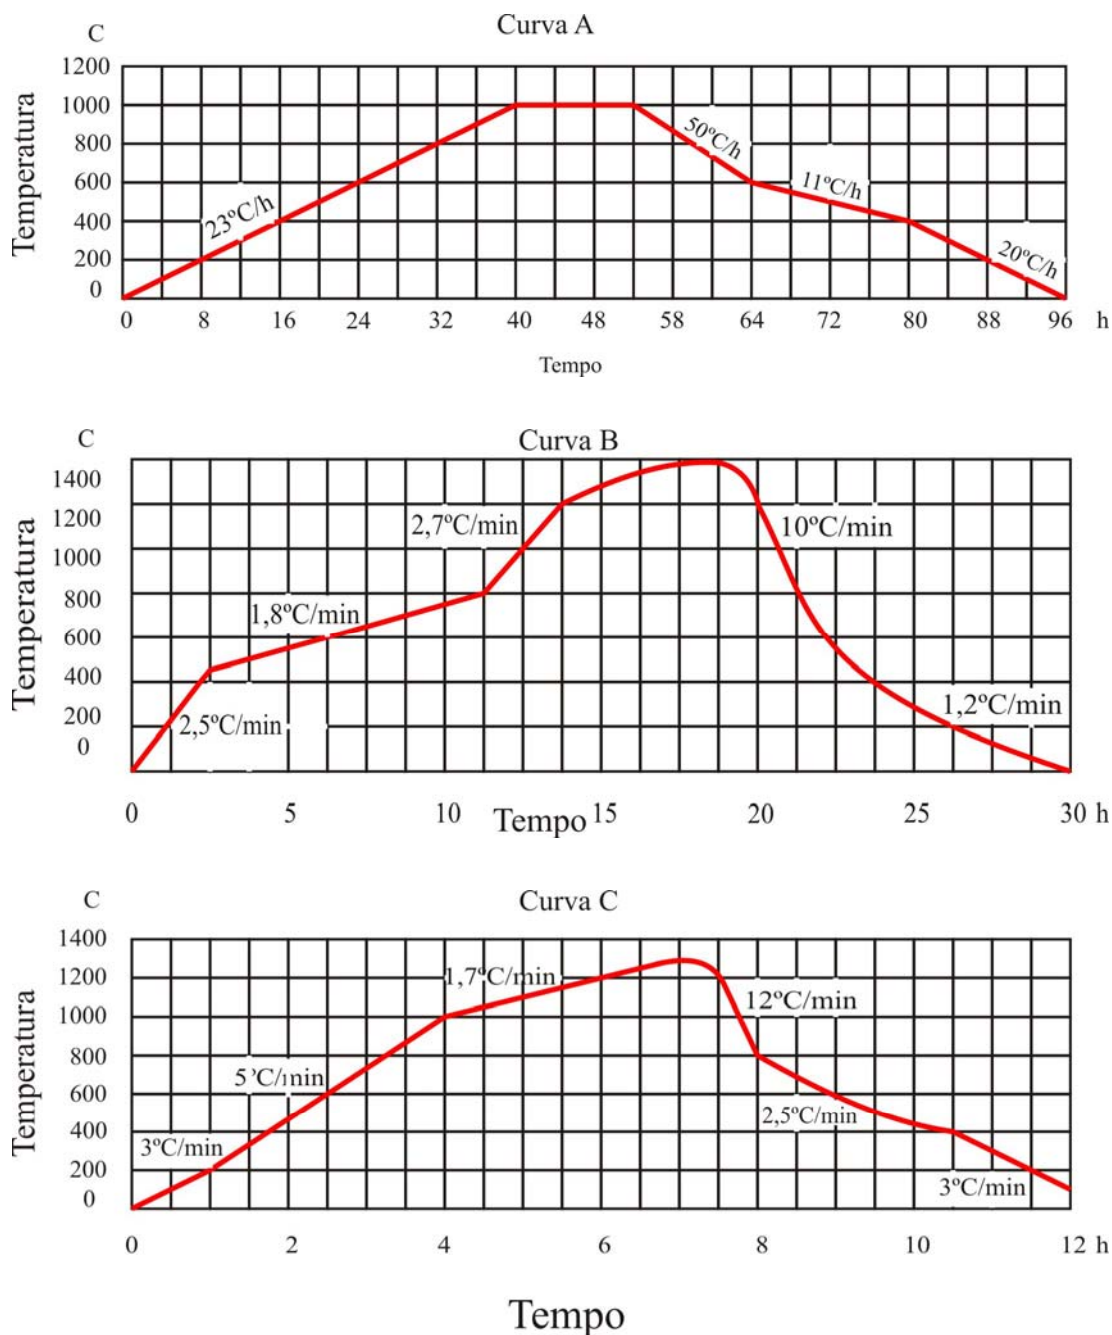 Curva A
C
1200
1000
800
600
400
200
0
Temperatura
23ºC/h
50ºC/h
11ºC/h
20ºC/h
0 8 16 24 32 40 48 58 64 72 80 88 96 h
Tempo
Curva B
C
1400
1200
1000
800
600
400
200
0
Temperatura
2,5ºC/min
1,8ºC/min
2,7ºC/min
10ºC/min
1,2ºC/min
0 5 10 15 20 25 30 h
Tempo
Curva C
C
1400
1200
1000
800
600
400
200
0
Temperatura
3ºC/min
5ºC/min
1,7ºC/min
12ºC/min
2,5ºC/min
3ºC/min
0 2 4 6 8 10 12 h
Tempo